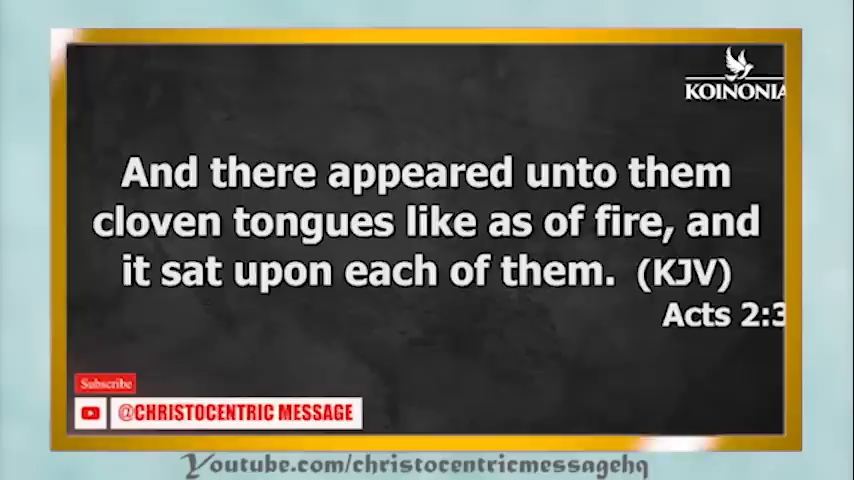 KOINONIA
And there appeared unto them
cloven tongues like as of fire, and
it sat upon each of them. (KJV)
Acts 2:3
Subscribe
@CHRISTOCENTRIC MESSAGE
Youtube.com/christocentricmessagehq